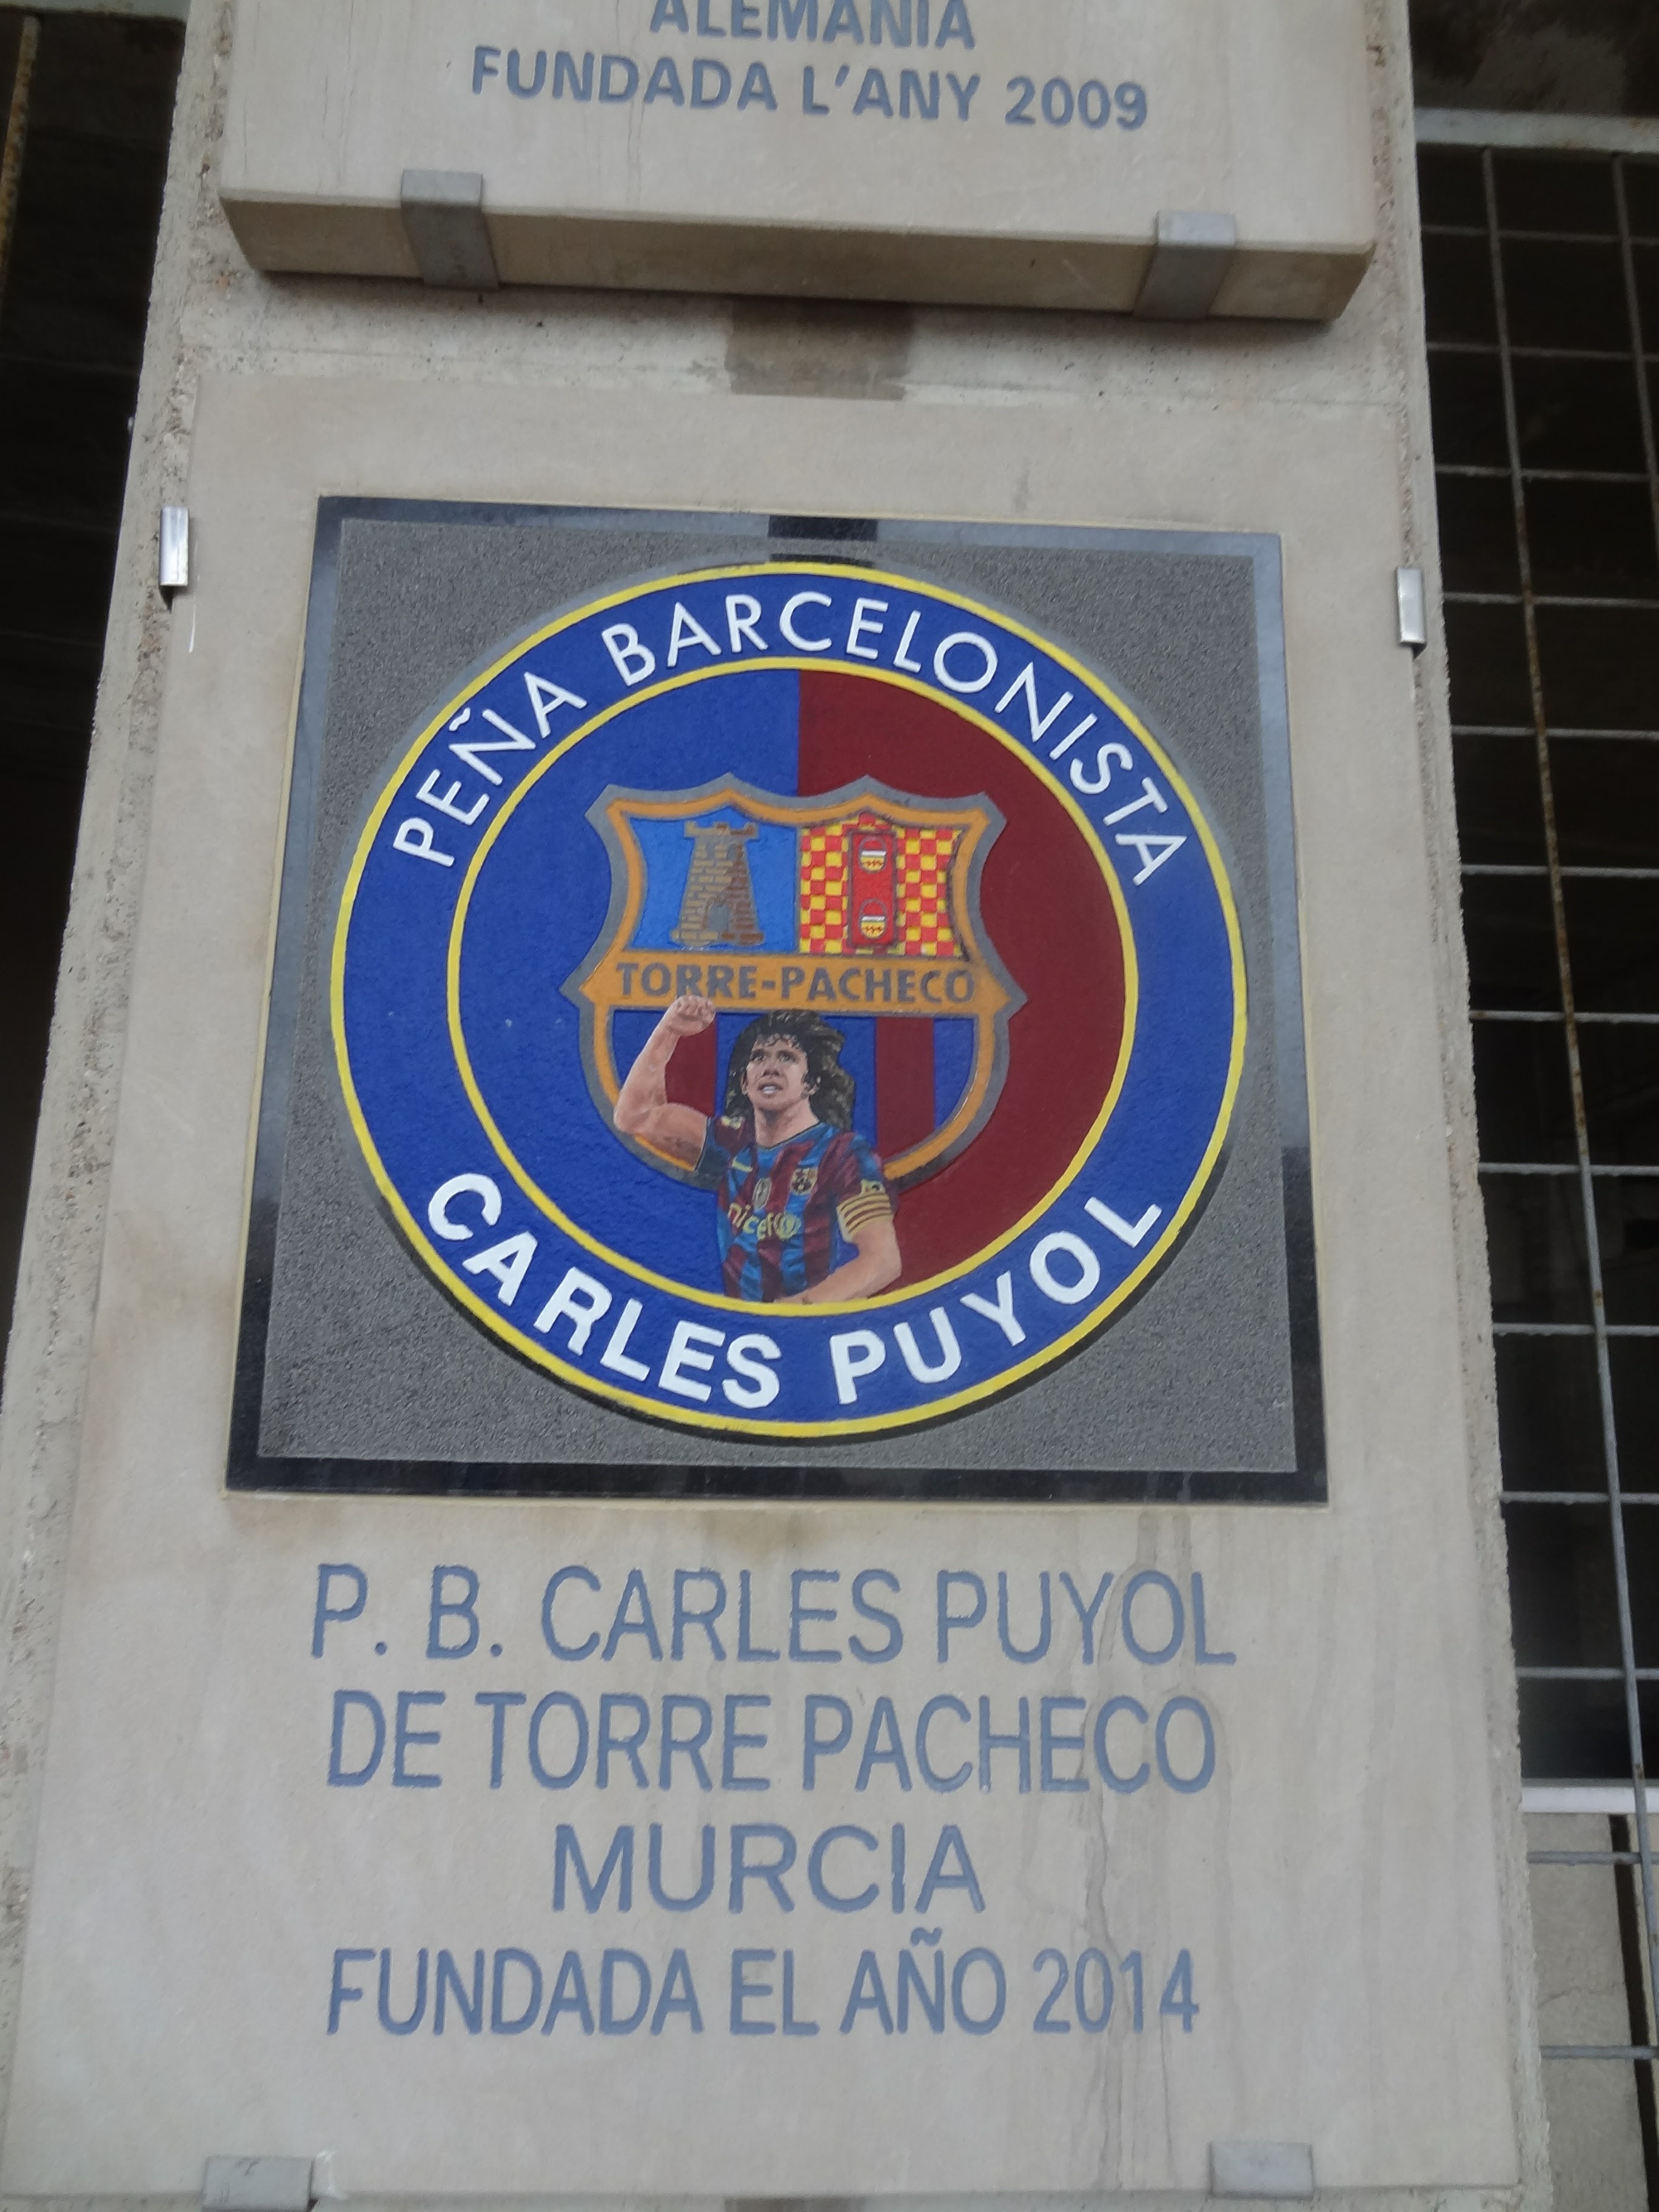 ALEMANIA
FUNDADA L'ANY 2009
PEÑA BARCELONISTA
TORRE-PACHECO
unicef
CARLES PUYOL
P. B. CARLES PUYOL
DE TORRE PACHECO
MURCIA
FUNDADA EL AÑO 2014